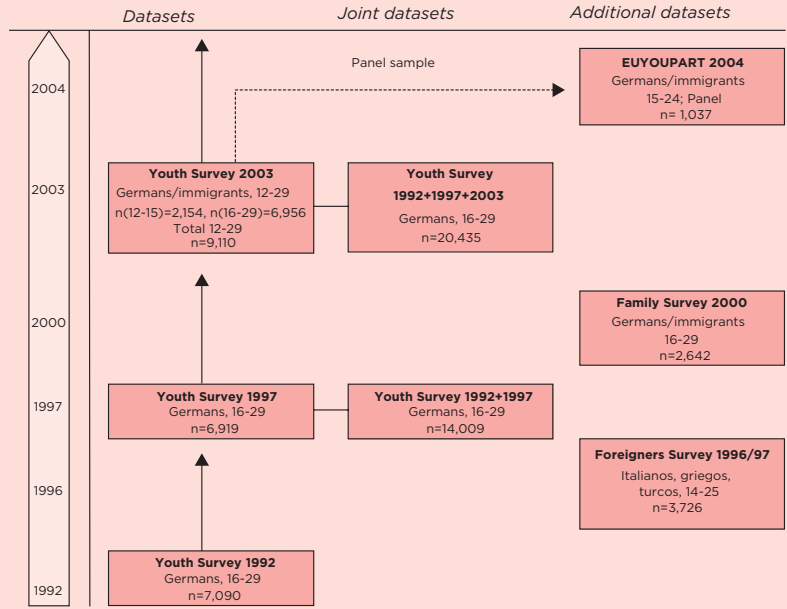 Datasets
Joint datasets
Additional datasets
2004
2003
2000
1997
1996
1992
Panel sample
EUYOUPART 2004
Germans/immigrants
15-24; Panel
n= 1,037
Youth Survey 2003
Germans/immigrants, 12-29
n(12-15)=2,154, n(16-29)=6,956
Total 12-29
n=9,110
Youth Survey
1992+1997+2003
Germans, 16-29
n=20,435
Family Survey 2000
Germans/immigrants
16-29
n=2,642
Youth Survey 1997
Germans, 16-29
n=6,919
Youth Survey 1992+1997
Germans, 16-29
n=14,009
Foreigners Survey 1996/97
Italianos, griegos,
turcos, 14-25
n=3,726
Youth Survey 1992
Germans, 16-29
n=7,090